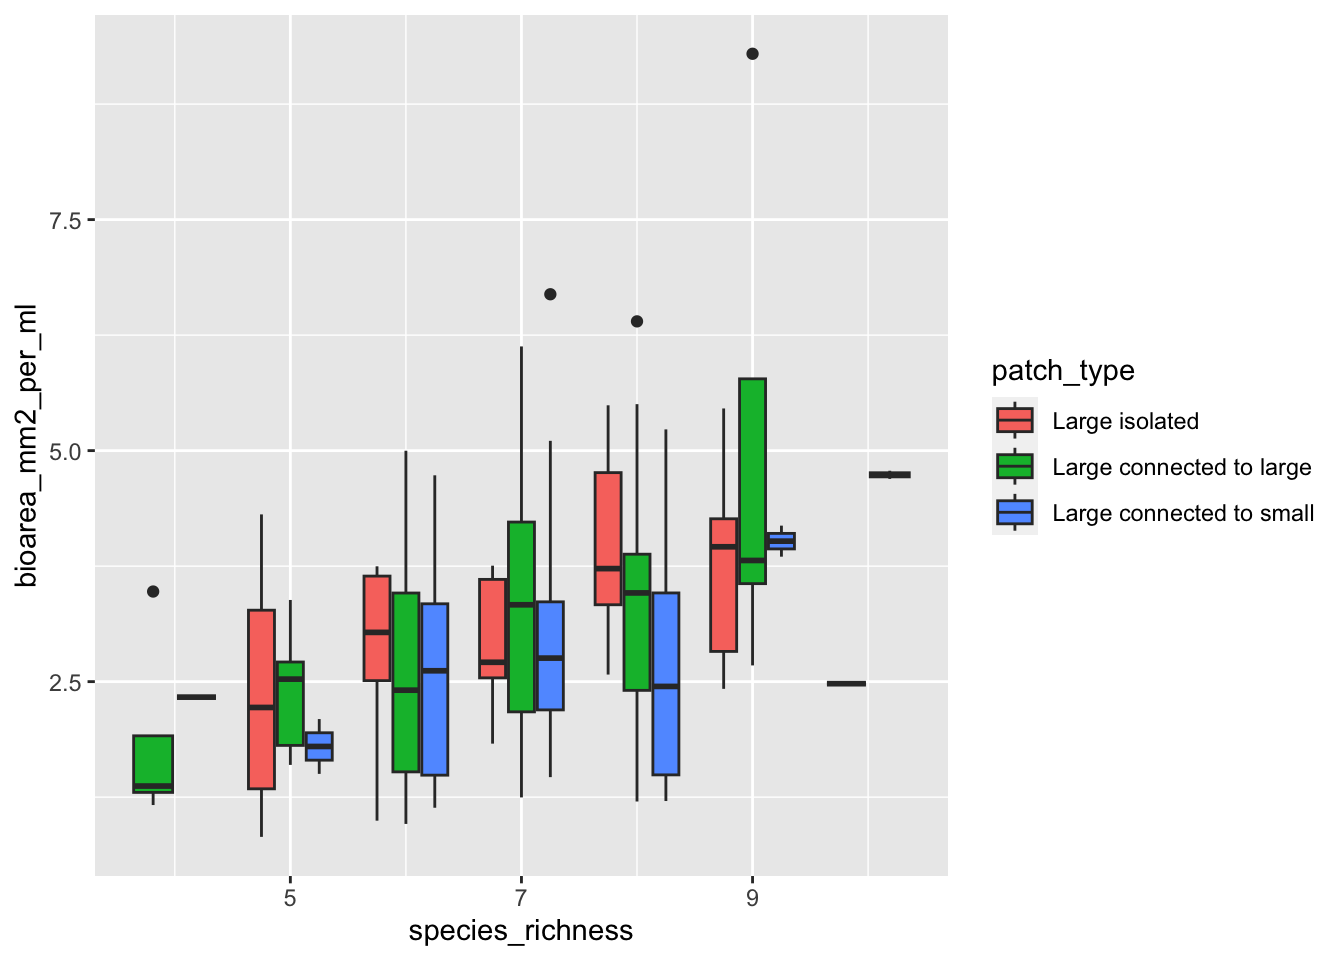 7.5
5.0
2.5
bioarea_mm2_per_ml
5
7
9
species_richness
patch_type
Large isolated
Large connected to large
Large connected to small